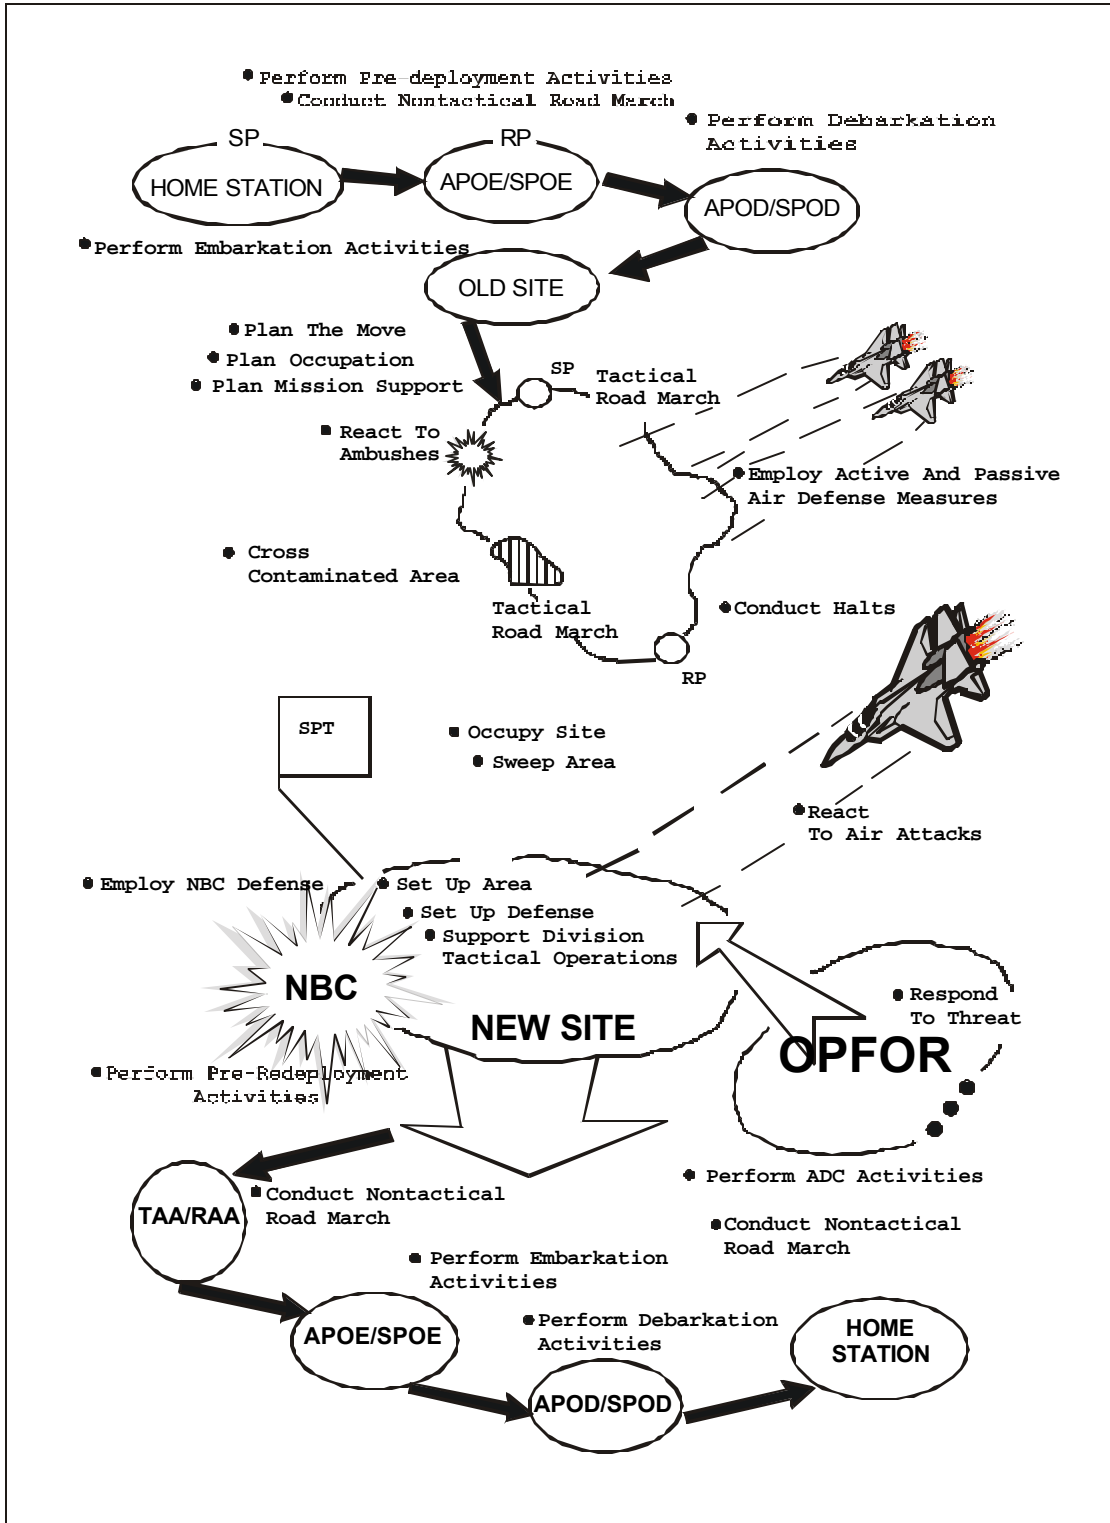 Perform Pre-deployment Activities
Conduct Nontactical Road March
Perform Debarkation
Activities
SP
RP
HOME STATION
APOE/SPOE
APOD/SPOD
Perform Embarkation Activities
OLD SITE
Plan The Move
Plan Occupation
Plan Mission Support
SP
Tactical
Road March
React To
Ambushes
Employ Active And Passive
Air Defense Measures
Cross
Contaminated Area
Tactical
Road March
Conduct Halts
RP
SPT
Occupy Site
Sweep Area
React
To Air Attacks
Employ NBC Defense
Set Up Area
Set Up Defense
Support Division
Tactical Operations
NBC
NEW SITE
Respond
To Threat
OPFOR
Perform Pre-Redeployment
Activities
Perform ADC Activities
TAA/RAA
Conduct Nontactical
Road March
Conduct Nontactical
Road March
Perform Embarkation
Activities
APOE/SPOE
Perform Debarkation
Activities
HOME
STATION
APOD/SPOD